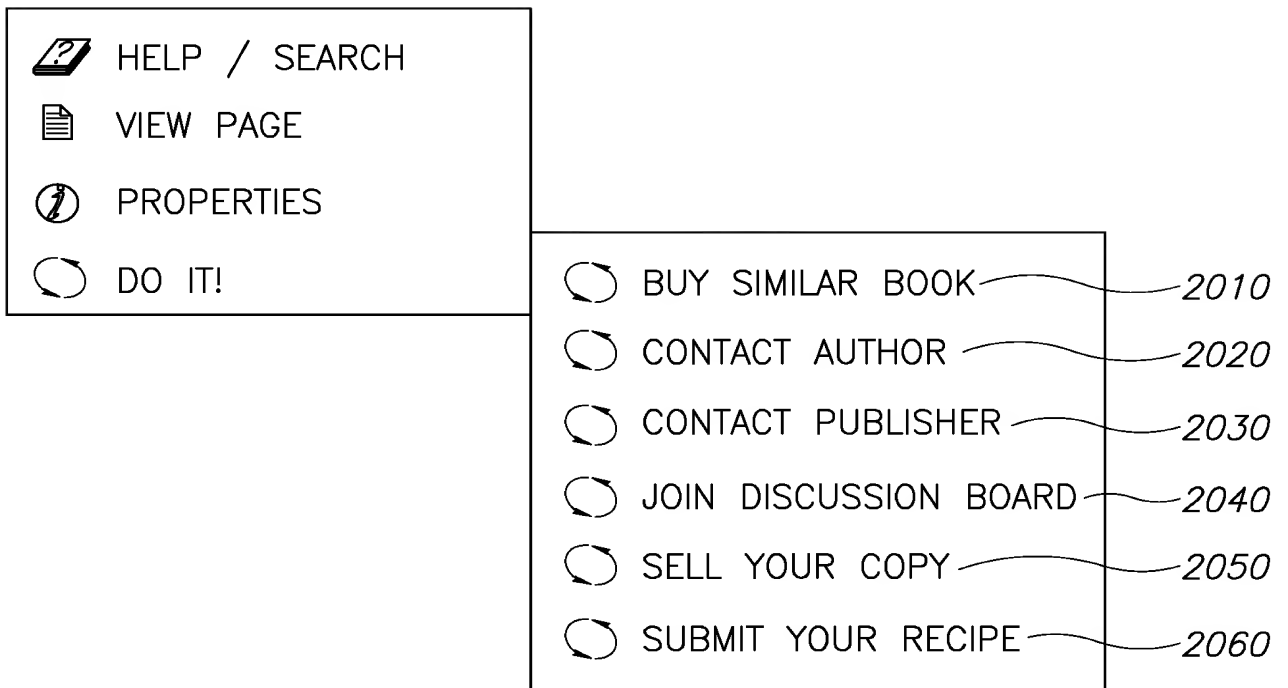 ? HELP / SEARCH
VIEW PAGE
i PROPERTIES
DO IT!
BUY SIMILAR BOOK 2010
CONTACT AUTHOR 2020
CONTACT PUBLISHER 2030
JOIN DISCUSSION BOARD 2040
SELL YOUR COPY 2050
SUBMIT YOUR RECIPE 2060